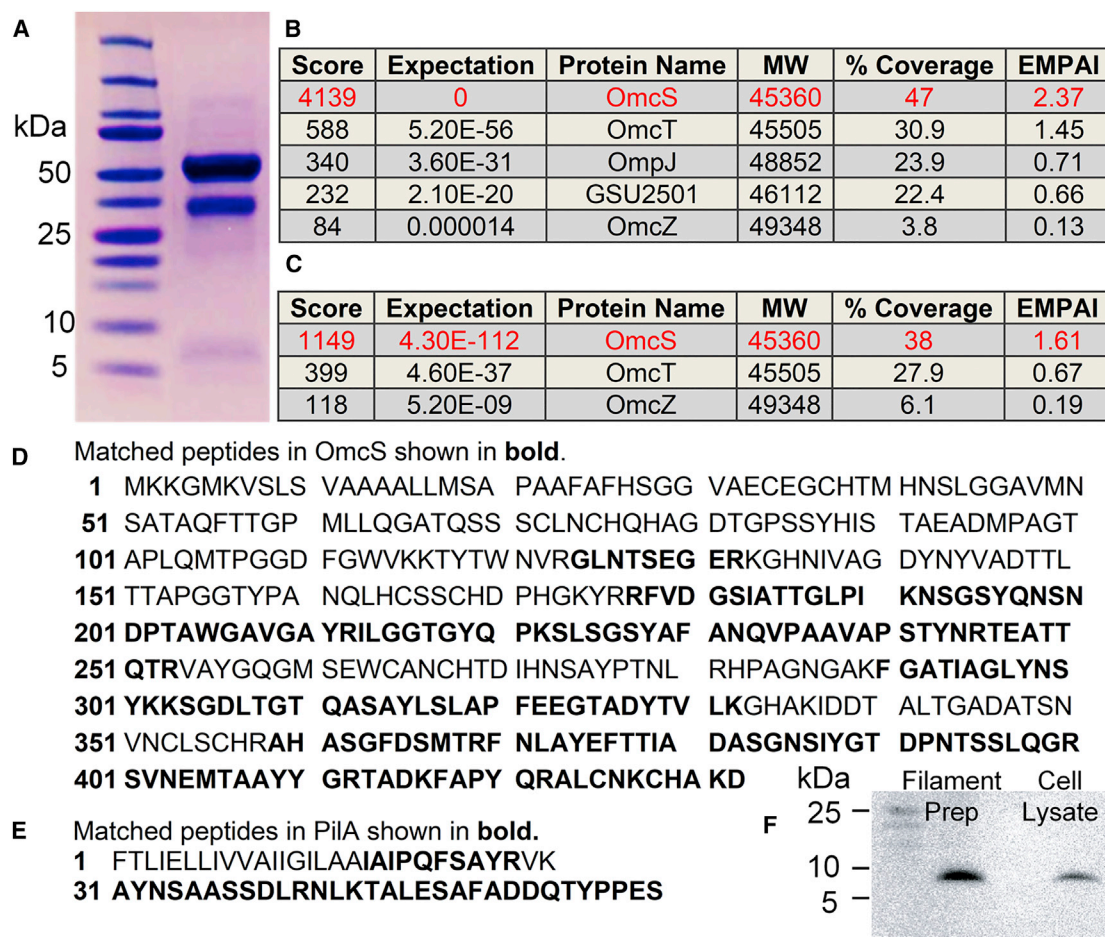 A
kDa
50
25
10
5
B
Score Expectation Protein Name MW % Coverage EMPAI
4139 0 OmcS 45360 47 2.37
588 5.20E-56 OmcT 45505 30.9 1.45
340 3.60E-31 OmpJ 48852 23.9 0.71
232 2.10E-20 GSU2501 46112 22.4 0.66
84 0.000014 OmcZ 49348 3.8 0.13
C
Score Expectation Protein Name MW % Coverage EMPAI
1149 4.30E-112 OmcS 45360 38 1.61
399 4.60E-37 OmcT 45505 27.9 0.67
118 5.20E-09 OmcZ 49348 6.1 0.19
D Matched peptides in OmcS shown in bold.
1 MKKGMKVSLS VAAAALLMSA PAAFAFHSGG VAECEGCHTM HNSLGGAVMN
51 SATAQFTTGP MLLQGATQSS SCLNCHQHAG DTGPSSYHIS TAEADMPAGT
101 APLQMTPGGD FGWVKKTYTW NVRGLNTSEG ERKGHNIVAG DYNYVADTTL
151 TTAPGGTYPA NQLHCSSCHD PHGKYRRFVD GSIATTGLPI KNSGSYQNSN
201 DPTAWGAVGA YRILGGTGYQ PKSLSGSYAF ANQVPAAVAP STYNRTEATT
251 QTRVAYGQGM SEWCANCHTD IHNSAYPTNL RHPAGNGAKF GATIAGLYNS
301 YKKSGDLTGT QASAYLSLAP FEEGTADYTV LKGHAKIDDT ALTGADATSN
351 VNCLSCHRAH ASGFDSMTRF NLAYEFTTIA DASGNSIYGT DPNTSSLQGR
401 SVNEMTAAYY GRTADKFAPY QRALCNKCHA KD
E Matched peptides in PilA shown in bold.
1 FTLIELLIVVAIIGILAAIAIPQFSAYRVK
31 AYNSAASSDLRNLKTALESAFADDQTYPPES
F
kDa Filament Cell
25 Prep Lysate
10
5